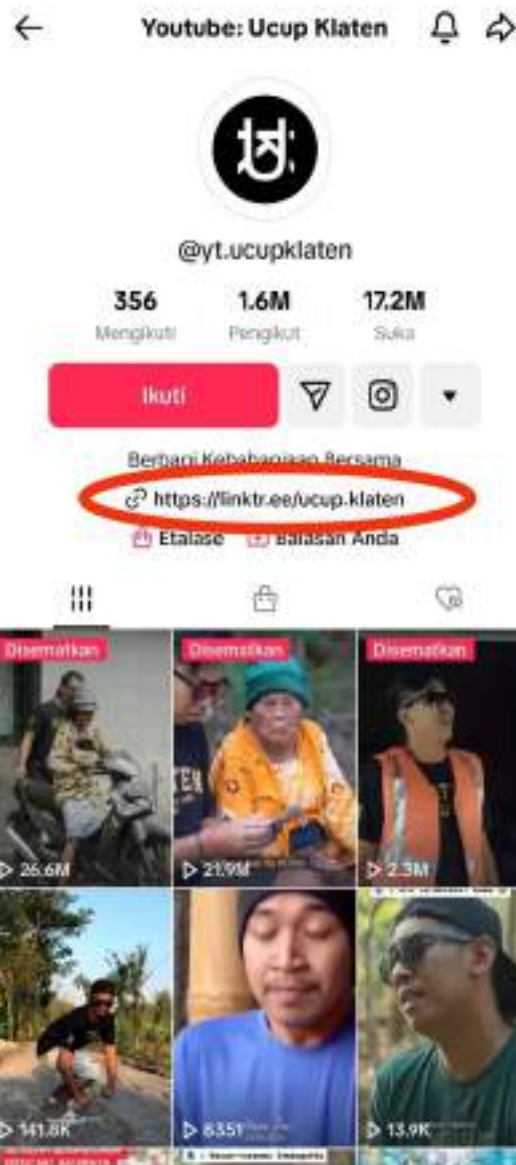 Youtube: Ucup Klaten
@yt.ucupklaten
356 1.6M 17.2M
Mengikuti Pengikut Suka
Ikuti
Berbagi Kebahagiaan Bersama
https://linktr.ee/ucup.klaten
Etalase Balasan Anda
Disematkan Disematkan Disematkan
26.6M 21.9M 2.3M
141.8K 6351 13.9K